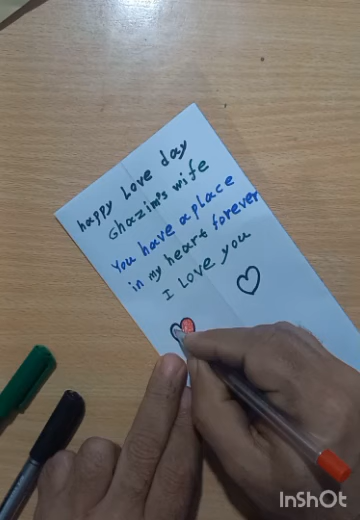 happy Love day
Ghazim's wife
You have a place
in my heart forever
I Love you
InShOt